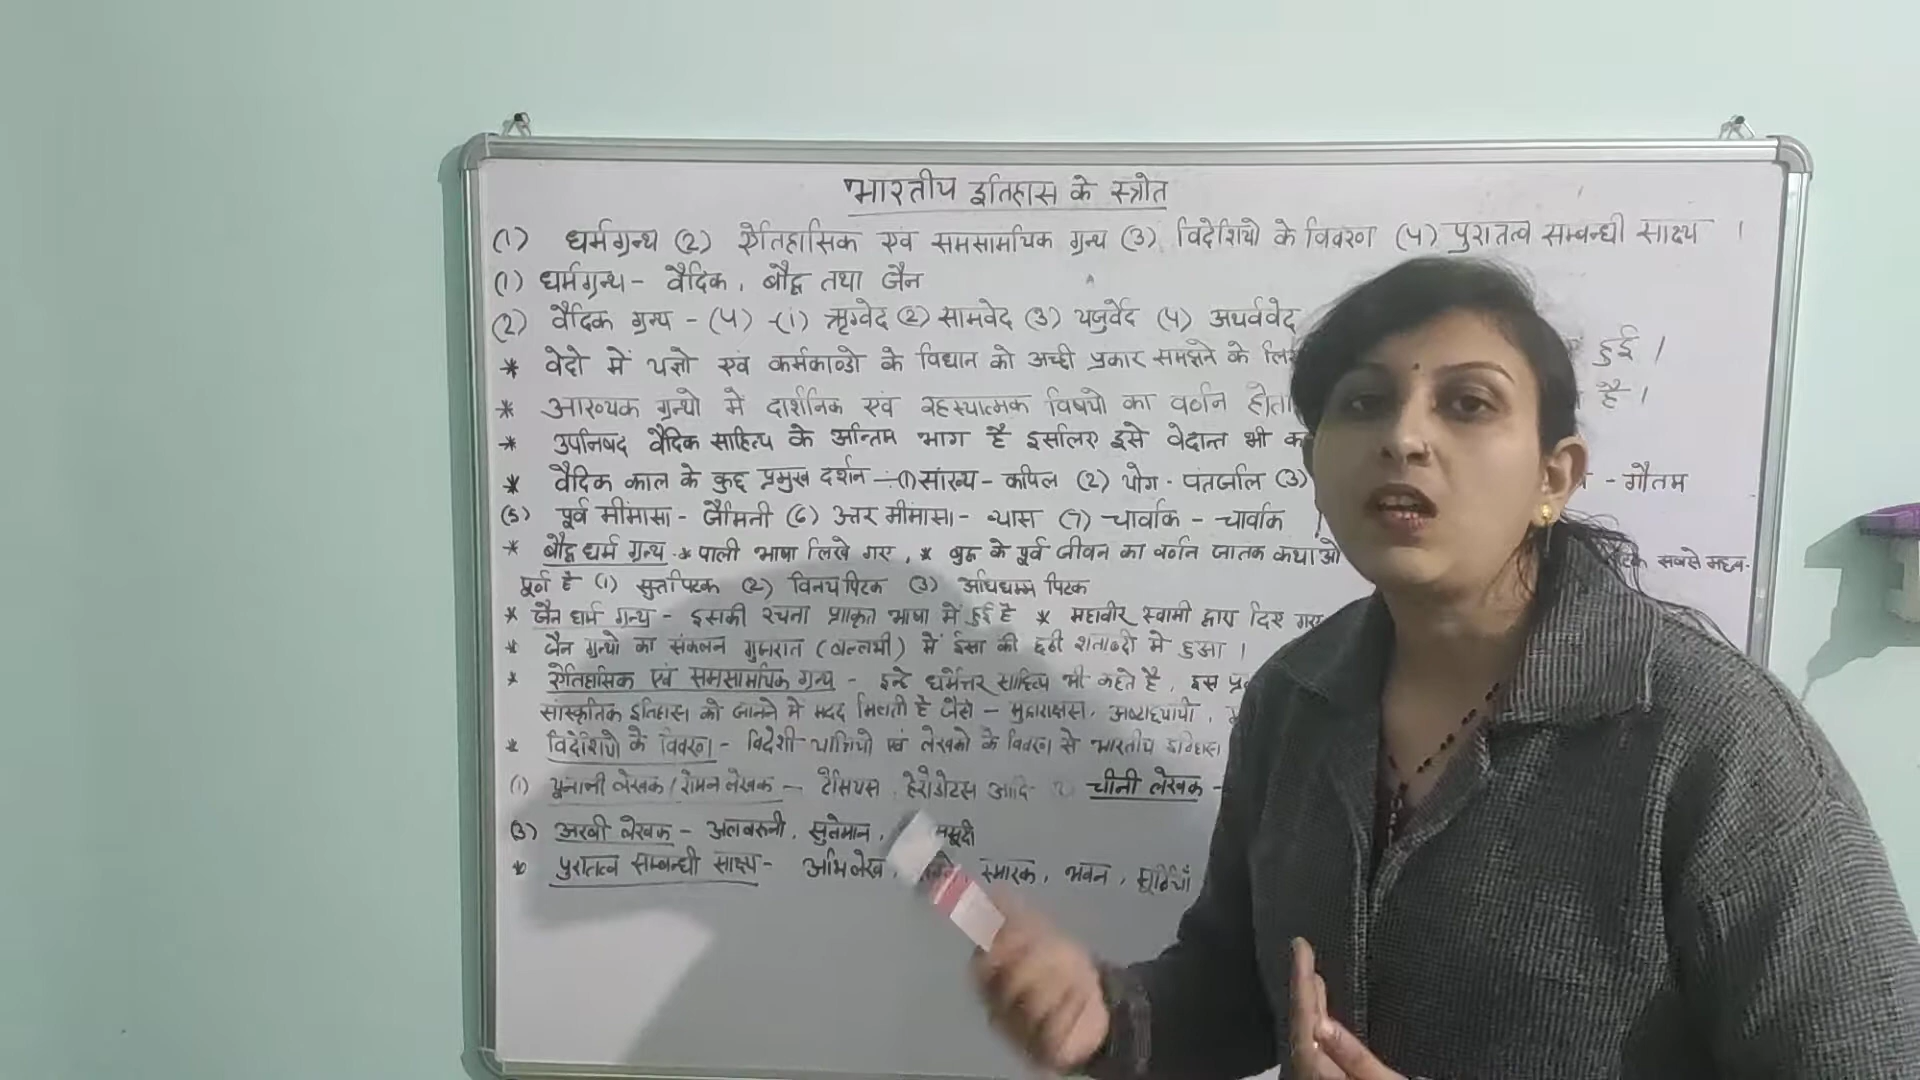 भारतीय इतिहास के स्त्रोत
(1) धर्मग्रन्थ (2) ऐतिहासिक एवं समसामयिक ग्रन्थ (3) विदेशियो के विवरण (4) पुरातत्व सम्बन्धी साक्ष्य ।
(1) धर्मग्रन्थ - वैदिक, बौद्ध तथा जैन
(2) वैदिक ग्रन्थ - (4) - (1) ऋग्वेद (2) सामवेद (3) यजुर्वेद (4) अथर्ववेद
* वेदो में यज्ञो एवं कर्मकाण्डो के विधान को अच्छी प्रकार समझने के लिए हुई ।
* आरण्यक ग्रन्थो में दार्शनिक एवं रहस्यात्मक विषयो का वर्णन होता है ।
* उपनिषद वैदिक साहित्य के अन्तिम भाग है इसलिए इसे वेदान्त भी
* वैदिक काल के कुछ प्रमुख दर्शन - (1) सांख्य - कपिल (2) योग - पंतजलि (3) - गौतम
(5) पूर्व मीमांसा - जैमिनी (6) उत्तर मीमांसा - व्यास (7) चार्वाक - चार्वाक
* बौद्ध धर्म ग्रन्थ * पाली भाषा लिखे गए, * बुद्ध के पूर्व जीवन का वर्णन जातक कथाओ सबसे महत्व-
पूर्ण है (1) सुत्तपिटक (2) विनयपिटक (3) अभिधम्म पिटक
* जैन धर्म ग्रन्थ - इसकी रचना प्राकृत भाषा में हुई है * महावीर स्वामी द्वारा दिए गए
* जैन ग्रन्थो का संकलन गुजरात (वल्लभी) में ईसा की छठी शताब्दी में हुआ ।
* ऐतिहासिक एवं समसामयिक ग्रन्थ - इन्हे धर्मेत्तर साहित्य भी कहते है, इस
सांस्कृतिक इतिहास को जानने में मदद मिलती है जैसे - मुद्राराक्षस, अष्टाध्यायी,
* विदेशियो के विवरण - विदेशी यात्रियो एवं लेखको के विवरण से भारतीय इतिहास
(1) यूनानी लेखक / रोमन लेखक - टेसियस, हेरोडोटस आदि चीनी लेखक -
(3) अरबी लेखक - अलबरुनी, सुलेमान,
* पुरातत्व सम्बन्धी साक्ष्य - अभिलेख, स्मारक, भवन, मूर्तियाँ